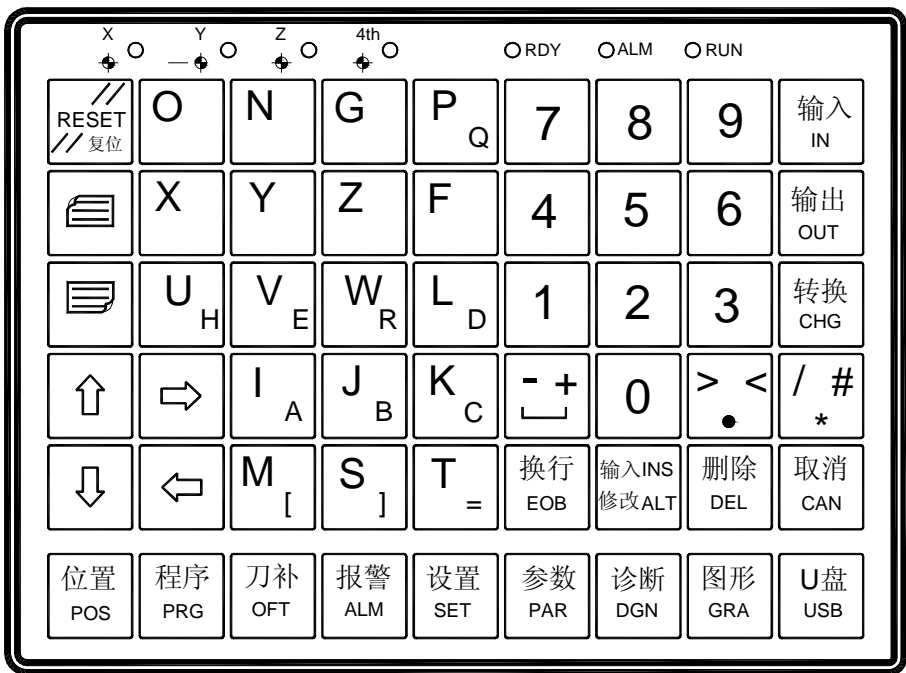 X Y Z 4th RDY ALM RUN
// RESET // 复位
O
N
G
P Q
7
8
9
输入 IN
X
Y
Z
F
4
5
6
输出 OUT
U H
V E
W R
L D
1
2
3
转换 CHG
I A
J B
K C
- +
0
> < ●
/ # *
M [
S ]
T =
换行 EOB
输入INS
修改ALT
删除 DEL
取消 CAN
位置 POS
程序 PRG
刀补 OFT
报警 ALM
设置 SET
参数 PAR
诊断 DGN
图形 GRA
U盘 USB